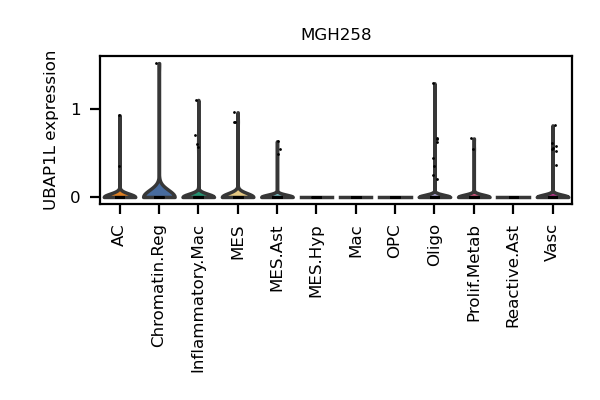 MGH258
UBAP1L expression
1
0
AC
Chromatin.Reg
Inflammatory.Mac
MES
MES.Ast
MES.Hyp
Mac
OPC
Oligo
Prolif.Metab
Reactive.Ast
Vasc